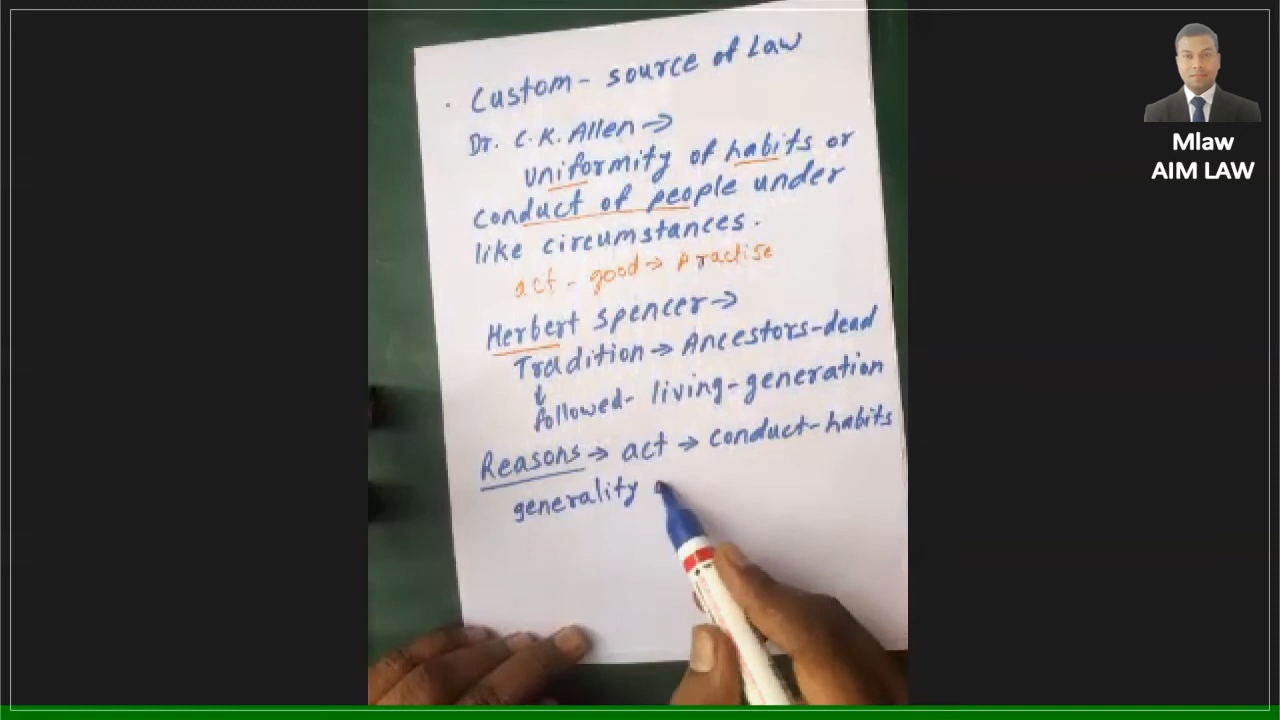 Custom - source of Law
Dr. C.K. Allen →
Uniformity of habits or
conduct of people under
like circumstances.
act - good → Practise
Herbert Spencer →
Tradition → Ancestors-dead
↓
followed- living-generation
Reasons → act → conduct-habits
generality
Mlaw
AIM LAW